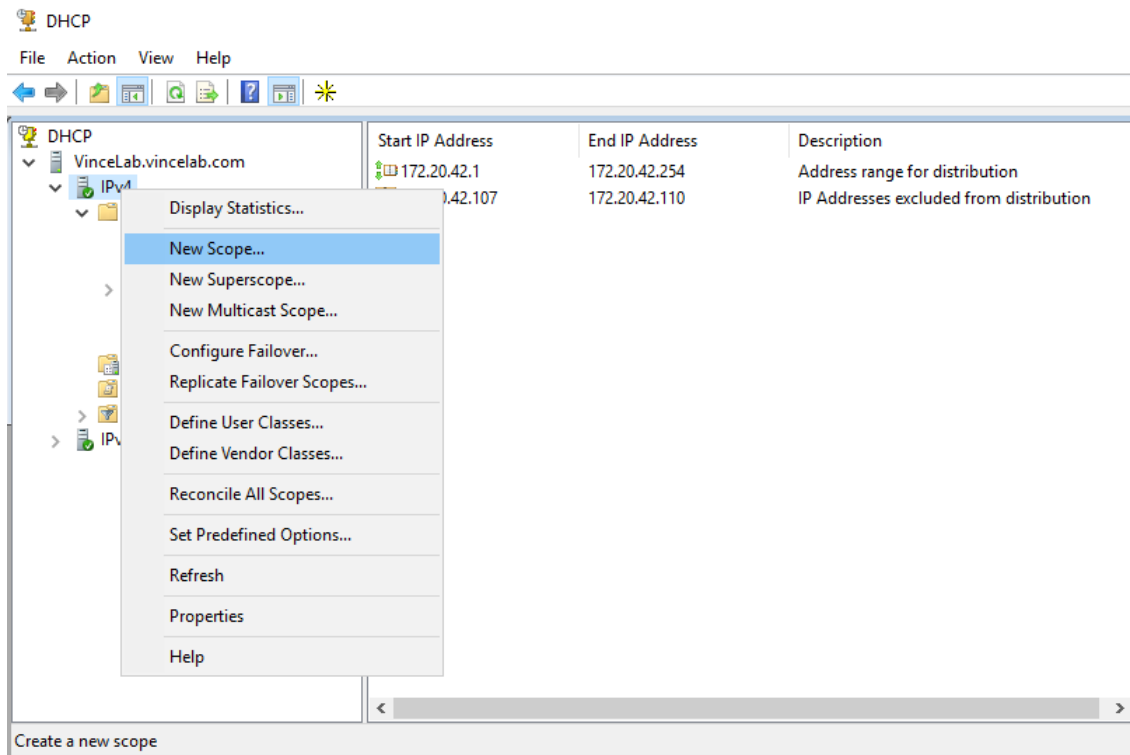 DHCP
File Action View Help
DHCP
VinceLab.vincelab.com
IPv4
Start IP Address End IP Address Description
172.20.42.1 172.20.42.254 Address range for distribution
.42.107 172.20.42.110 IP Addresses excluded from distribution
Display Statistics...
New Scope...
New Superscope...
New Multicast Scope...
Configure Failover...
Replicate Failover Scopes...
Define User Classes...
Define Vendor Classes...
Reconcile All Scopes...
Set Predefined Options...
Refresh
Properties
Help
Create a new scope